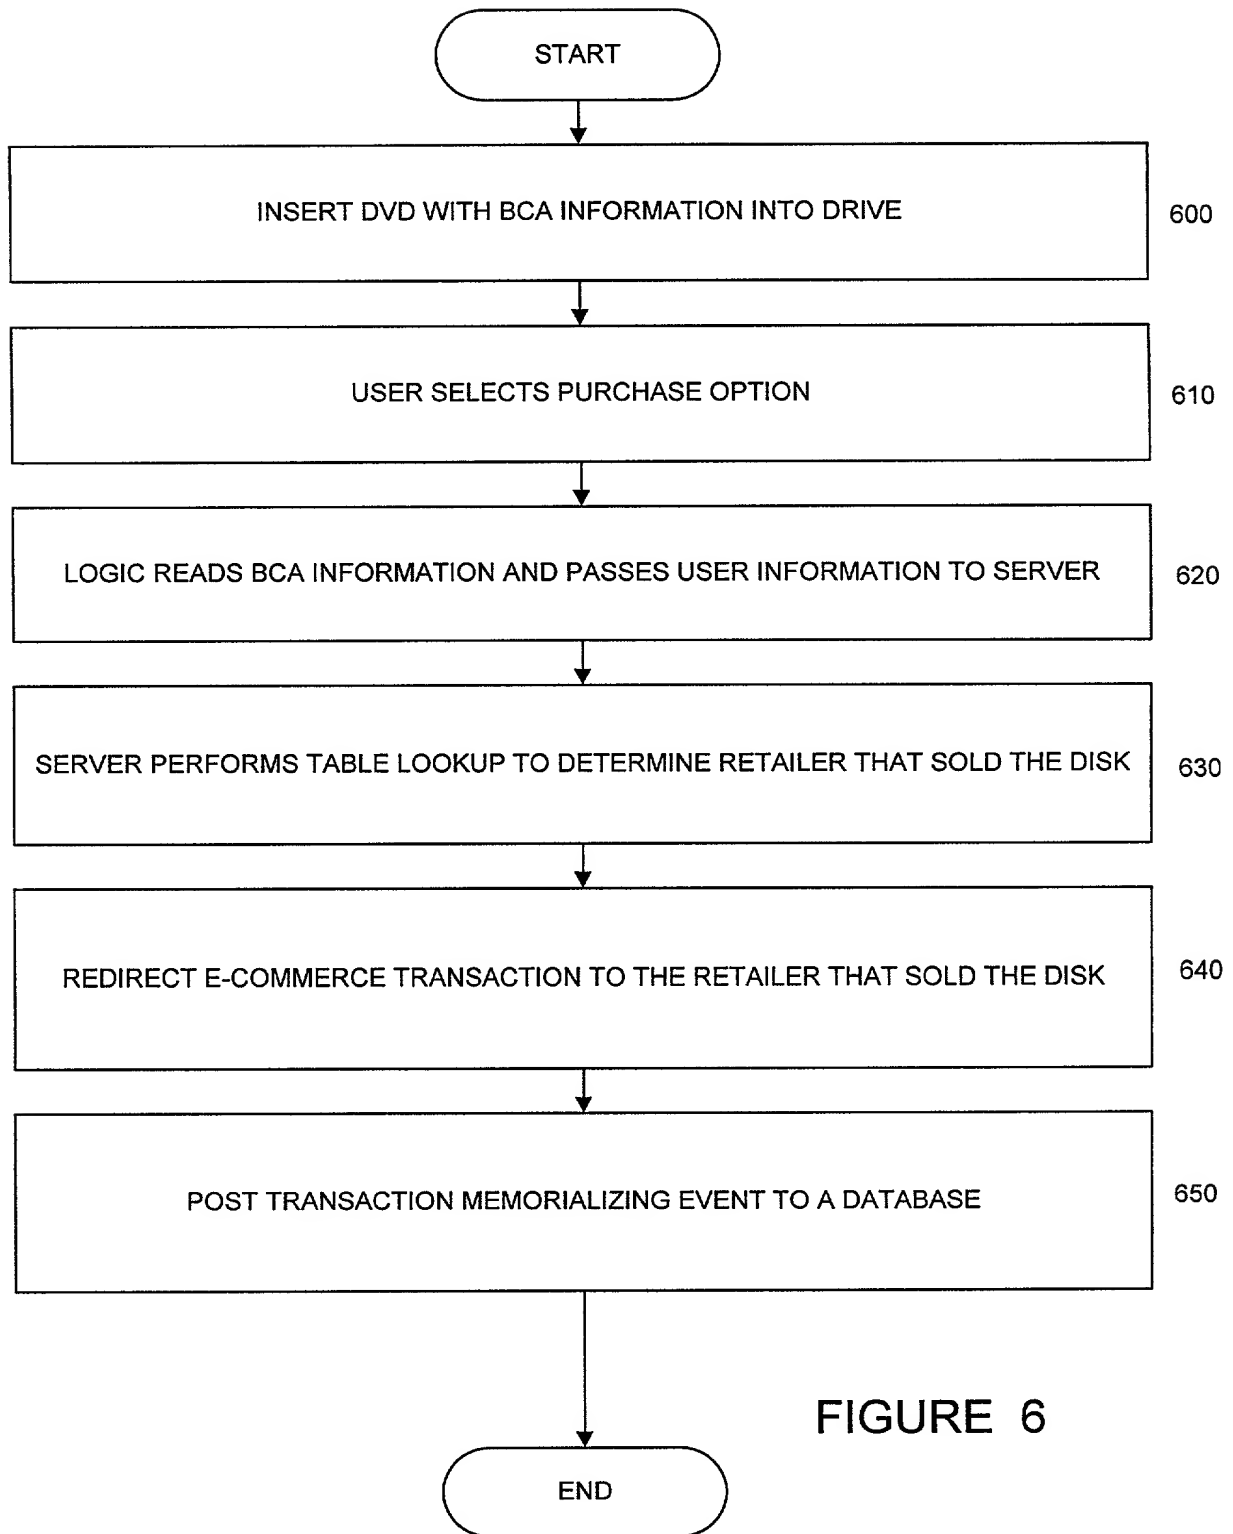 START
INSERT DVD WITH BCA INFORMATION INTO DRIVE 600
USER SELECTS PURCHASE OPTION 610
LOGIC READS BCA INFORMATION AND PASSES USER INFORMATION TO SERVER 620
SERVER PERFORMS TABLE LOOKUP TO DETERMINE RETAILER THAT SOLD THE DISK 630
REDIRECT E-COMMERCE TRANSACTION TO THE RETAILER THAT SOLD THE DISK 640
POST TRANSACTION MEMORIALIZING EVENT TO A DATABASE 650
FIGURE 6
END